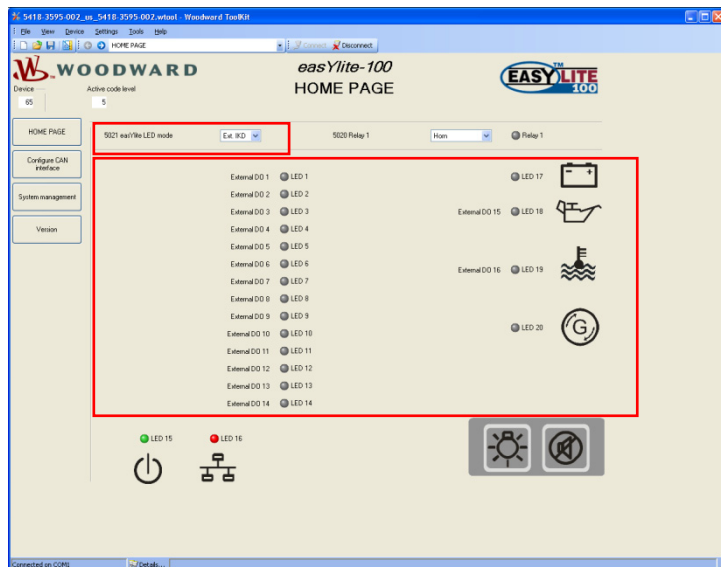 5418-3595-002_us_5418-3595-002.wtool - Woodward ToolKit
File View Device Settings Tools Help
HOME PAGE Connect Disconnect
WOODWARD
easYlite-100
HOME PAGE
EASYLITE
100
Device
Active code level
65
5
HOME PAGE
Configure CAN
interface
System management
Version
5021 easYlite LED mode Ext. IKD 5020 Relay 1 Horn Relay 1
External DO 1 LED 1 LED 17
- +
External DO 2 LED 2
External DO 3 LED 3 External DO 15 LED 18
External DO 4 LED 4
External DO 5 LED 5
External DO 6 LED 6 External DO 16 LED 19
External DO 7 LED 7
External DO 8 LED 8
External DO 9 LED 9
External DO 10 LED 10 LED 20
G
External DO 11 LED 11
External DO 12 LED 12
External DO 13 LED 13
External DO 14 LED 14
LED 15 LED 16
Connected on COM1 Details...